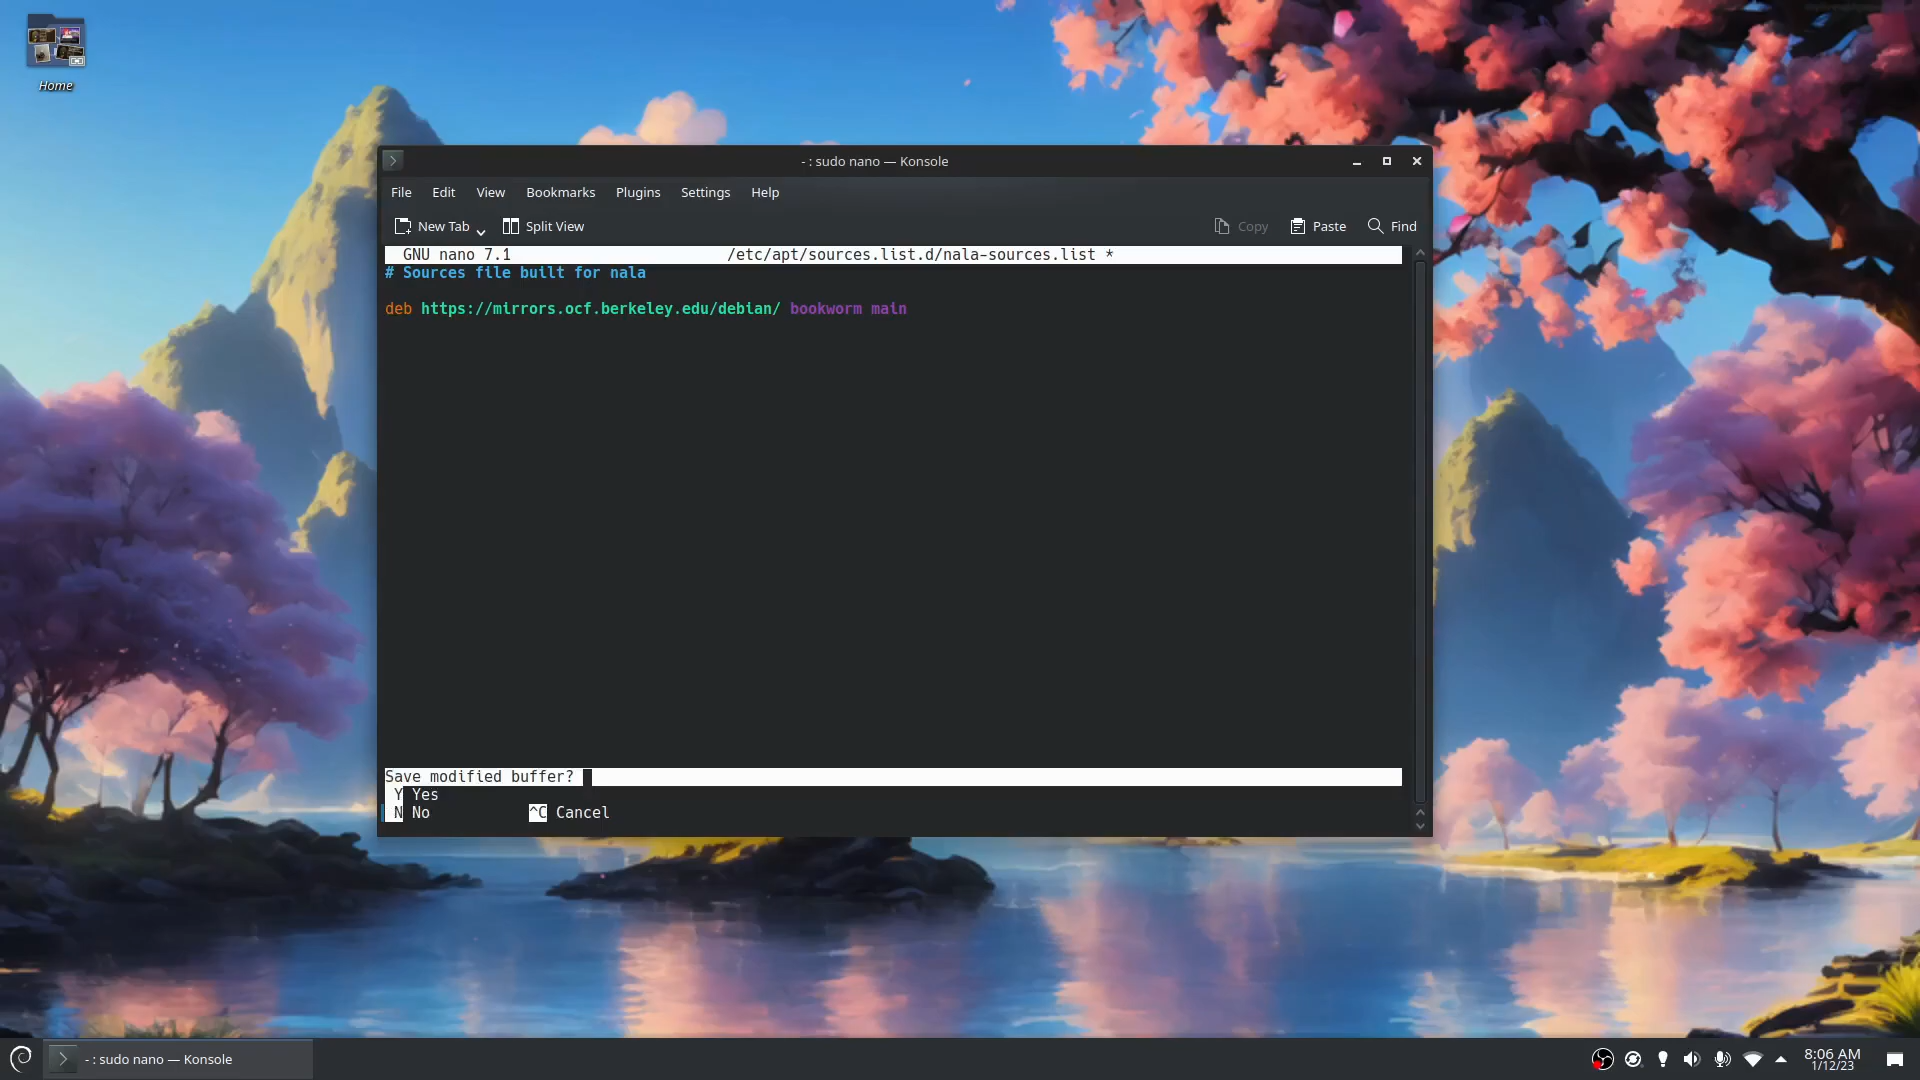 Home
- : sudo nano — Konsole
File Edit View Bookmarks Plugins Settings Help
New Tab Split View Copy Paste Find
GNU nano 7.1 /etc/apt/sources.list.d/nala-sources.list *
# Sources file built for nala
deb https://mirrors.ocf.berkeley.edu/debian/ bookworm main
Save modified buffer?
Y Yes
N No ^C Cancel
- : sudo nano — Konsole
8:06 AM
1/12/23